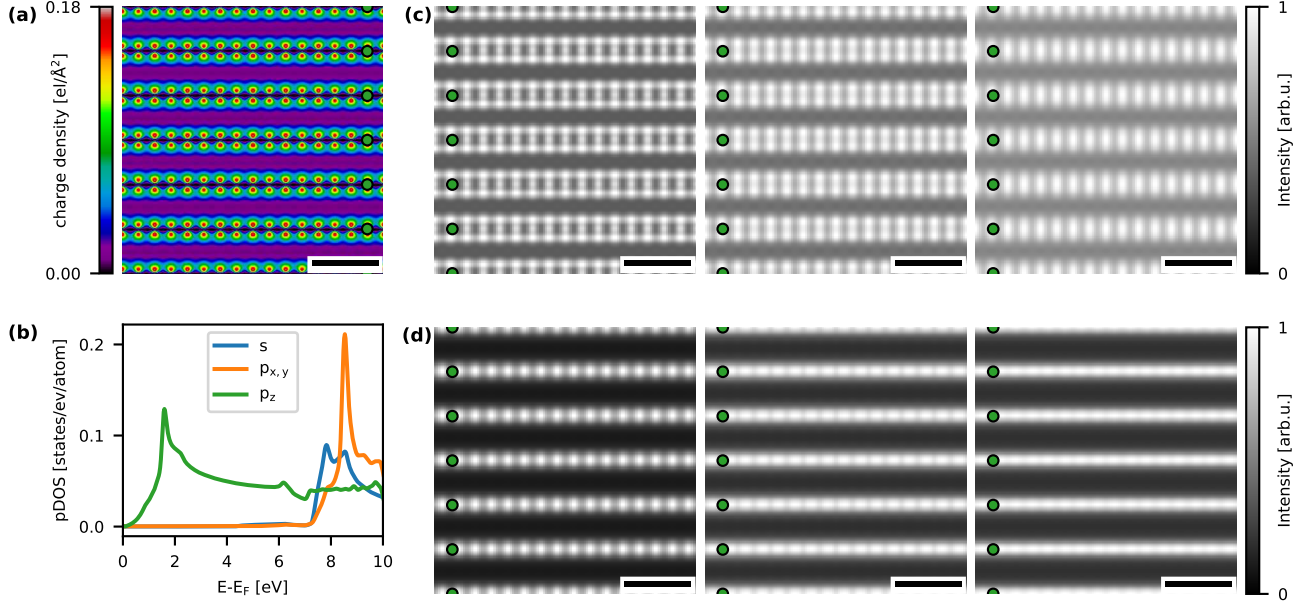 (a)
0.18
charge density [el/Å²]
0.00
(c)
1
Intensity [arb.u.]
0
(b)
pDOS [states/ev/atom]
0.2
0.1
0.0
s
pₓ,ᵧ
p_z
0 2 4 6 8 10
E-E_F [eV]
(d)
1
Intensity [arb.u.]
0